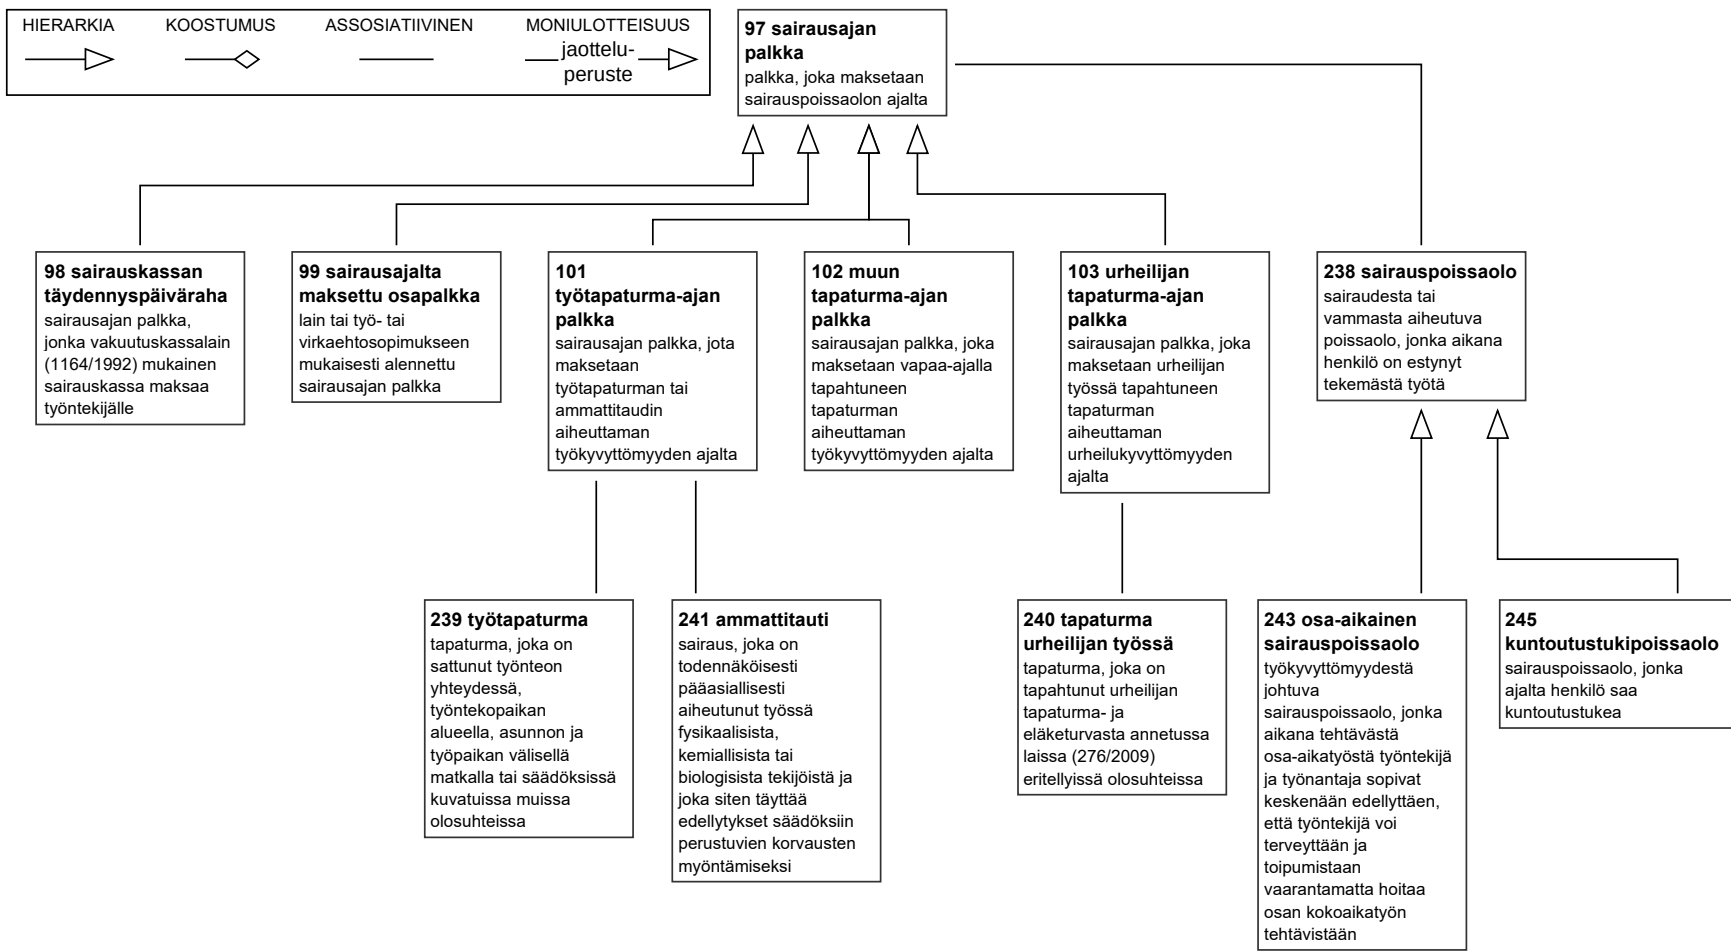 HIERARKIA
KOOSTUMUS
ASSOSIATIIVINEN
MONIULOTTEISUUS
jaottelu-
peruste
97 sairausajan
palkka
palkka, joka maksetaan
sairauspoissaolon ajalta
98 sairauskassan
täydennyspäiväraha
sairausajan palkka,
jonka vakuutuskassalain
(1164/1992) mukainen
sairauskassa maksaa
työntekijälle
99 sairausajalta
maksettu osapalkka
lain tai työ- tai
virkaehtosopimukseen
mukaisesti alennettu
sairausajan palkka
101
työtapaturma-ajan
palkka
sairausajan palkka, jota
maksetaan
työtapaturman tai
ammattitaudin
aiheuttaman
työkyvyttömyyden ajalta
102 muun
tapaturma-ajan
palkka
sairausajan palkka, joka
maksetaan vapaa-ajalla
tapahtuneen
tapaturman
aiheuttaman
työkyvyttömyyden ajalta
103 urheilijan
tapaturma-ajan
palkka
sairausajan palkka, joka
maksetaan urheilijan
työssä tapahtuneen
tapaturman
aiheuttaman
urheilukyvyttömyyden
ajalta
238 sairauspoissaolo
sairaudesta tai
vammasta aiheutuva
poissaolo, jonka aikana
henkilö on estynyt
tekemästä työtä
239 työtapaturma
tapaturma, joka on
sattunut työnteon
yhteydessä,
työntekopaikan
alueella, asunnon ja
työpaikan välisellä
matkalla tai säädöksissä
kuvatuissa muissa
olosuhteissa
241 ammattitauti
sairaus, joka on
todennäköisesti
pääasiallisesti
aiheutunut työssä
fysikaalisista,
kemiallisista tai
biologisista tekijöistä ja
joka siten täyttää
edellytykset säädöksiin
perustuvien korvausten
myöntämiseksi
240 tapaturma
urheilijan työssä
tapaturma, joka on
tapahtunut urheilijan
tapaturma- ja
eläketurvasta annetussa
laissa (276/2009)
eritellyissä olosuhteissa
243 osa-aikainen
sairauspoissaolo
työkyvyttömyydestä
johtuva
sairauspoissaolo, jonka
aikana tehtävästä
osa-aikatyöstä työntekijä
ja työnantaja sopivat
keskenään edellyttäen,
että työntekijä voi
terveyttään ja
toipumistaan
vaarantamatta hoitaa
osan kokoaikatyön
tehtävistään
245
kuntoutustukipoissaolo
sairauspoissaolo, jonka
ajalta henkilö saa
kuntoutustukea